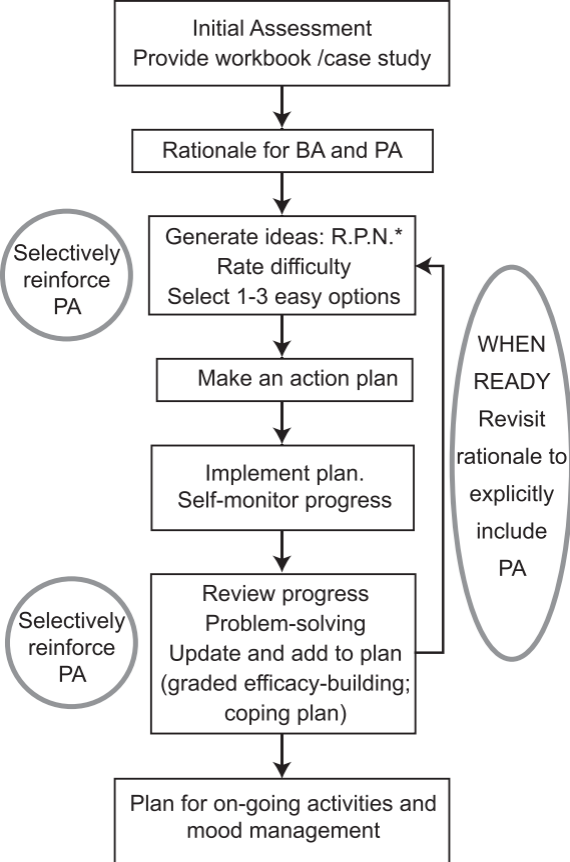 Initial Assessment
Provide workbook /case study
Rationale for BA and PA
Selectively
reinforce
PA
Generate ideas: R.P.N.*
Rate difficulty
Select 1-3 easy options
WHEN
READY
Revisit
rationale to
explicitly
include
PA
Make an action plan
Implement plan.
Self-monitor progress
Selectively
reinforce
PA
Review progress
Problem-solving
Update and add to plan
(graded efficacy-building;
coping plan)
Plan for on-going activities and
mood management